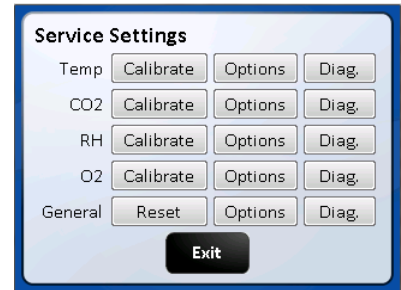 Service Settings
Temp Calibrate Options Diag.
CO2 Calibrate Options Diag.
RH Calibrate Options Diag.
O2 Calibrate Options Diag.
General Reset Options Diag.
Exit